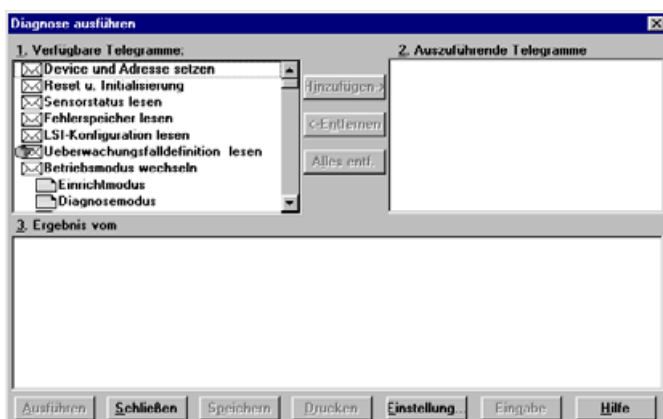 Diagnose ausführen
1. Verfügbare Telegramme:
2. Auszuführende Telegramme
Device und Adresse setzen
Reset u. Initialisierung
Sensorstatus lesen
Fehlerspeicher lesen
LSI-Konfiguration lesen
Ueberwachungsfalldefinition lesen
Betriebsmodus wechseln
Einrichtmodus
Diagnosemodus
Hinzufügen->
<-Entfernen
Alles entf.
3. Ergebnis vom
Ausführen Schließen Speichern Drucken Einstellung... Eingabe Hilfe